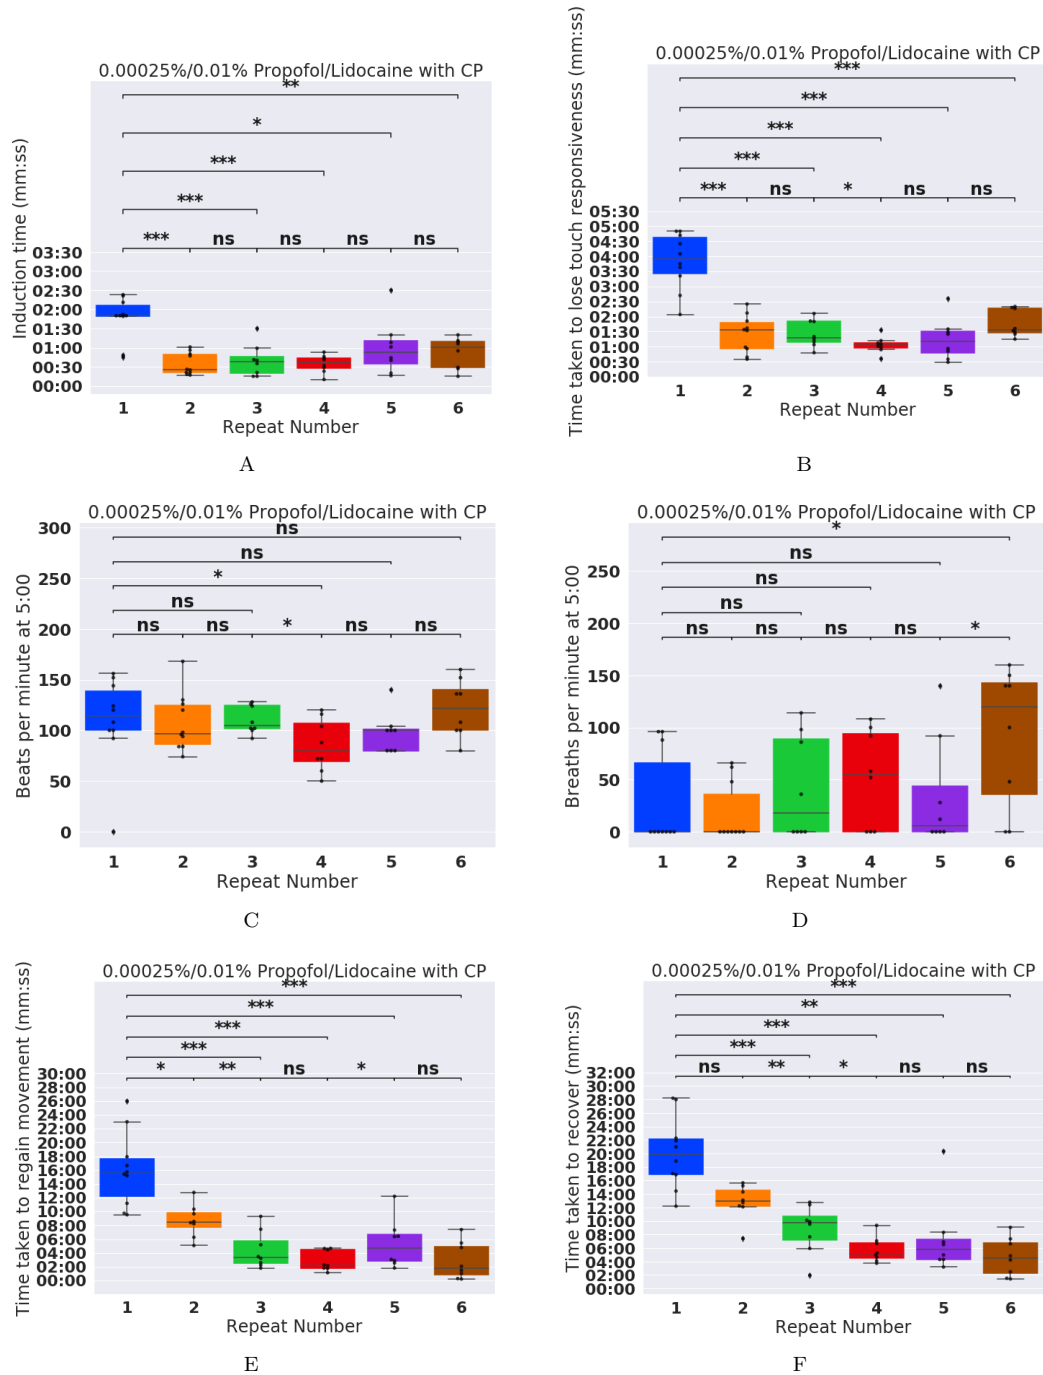 0.00025%/0.01% Propofol/Lidocaine with CP
**
*
***
***
*** ns ns ns ns
Induction time (mm:ss)
03:30
03:00
02:30
02:00
01:30
01:00
00:30
00:00
1 2 3 4 5 6
Repeat Number
A
0.00025%/0.01% Propofol/Lidocaine with CP
***
***
***
***
*** ns * ns ns
Time taken to lose touch responsiveness (mm:ss)
05:30
05:00
04:30
04:00
03:30
03:00
02:30
02:00
01:30
01:00
00:30
00:00
1 2 3 4 5 6
Repeat Number
B
0.00025%/0.01% Propofol/Lidocaine with CP
ns
ns
*
ns
ns ns * ns ns
Beats per minute at 5:00
300
250
200
150
100
50
0
1 2 3 4 5 6
Repeat Number
C
0.00025%/0.01% Propofol/Lidocaine with CP
*
ns
ns
ns
ns ns ns ns *
Breaths per minute at 5:00
250
200
150
100
50
0
1 2 3 4 5 6
Repeat Number
D
0.00025%/0.01% Propofol/Lidocaine with CP
***
***
***
***
* ** ns * ns
Time taken to regain movement (mm:ss)
30:00
28:00
26:00
24:00
22:00
20:00
18:00
16:00
14:00
12:00
10:00
08:00
06:00
04:00
02:00
00:00
1 2 3 4 5 6
Repeat Number
E
0.00025%/0.01% Propofol/Lidocaine with CP
***
**
***
***
ns ** * ns ns
Time taken to recover (mm:ss)
32:00
30:00
28:00
26:00
24:00
22:00
20:00
18:00
16:00
14:00
12:00
10:00
08:00
06:00
04:00
02:00
00:00
1 2 3 4 5 6
Repeat Number
F